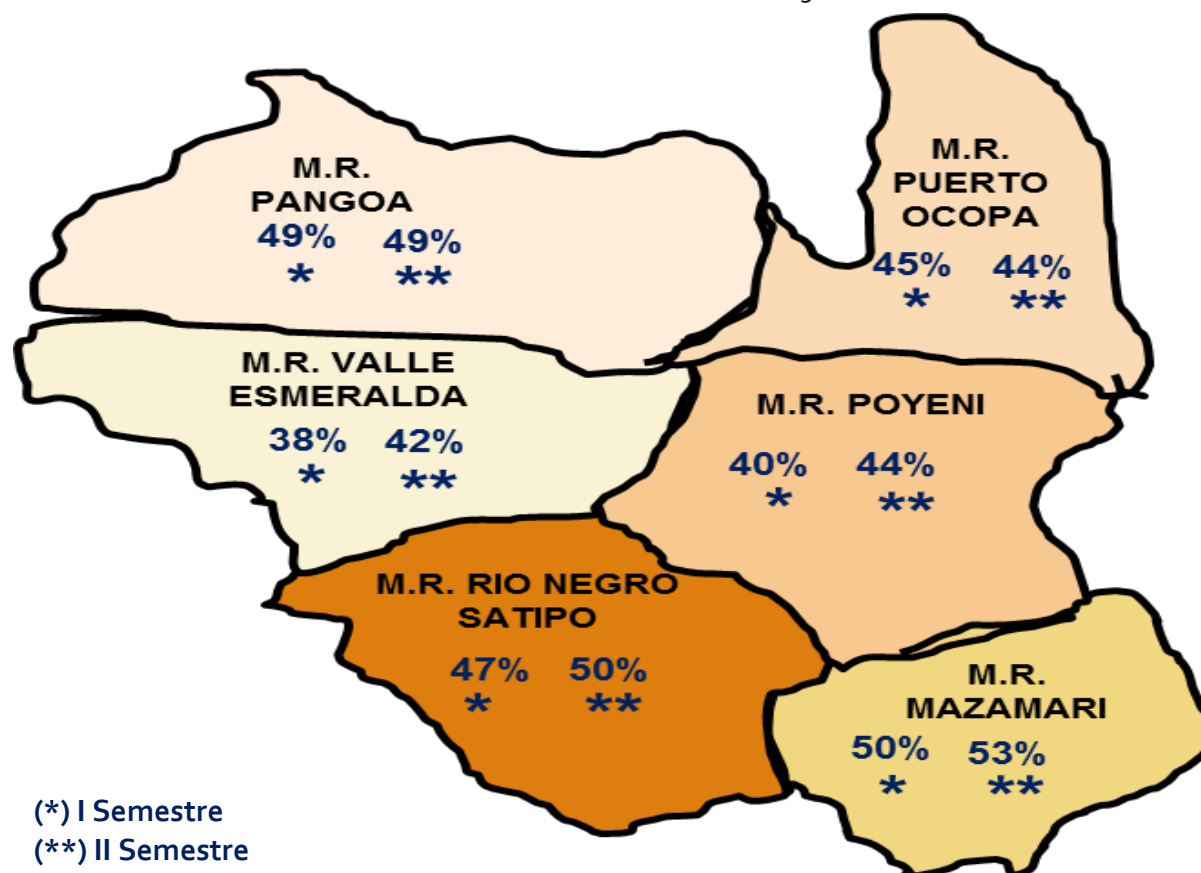 M.R.
PANGOA
49% 49%
* **
M.R.
PUERTO
OCOPA
45% 44%
* **
M.R. VALLE
ESMERALDA
38% 42%
* **
M.R. POYENI
40% 44%
* **
M.R. RIO NEGRO
SATIPO
47% 50%
* **
M.R.
MAZAMARI
50% 53%
* **
(*) I Semestre
(**) II Semestre